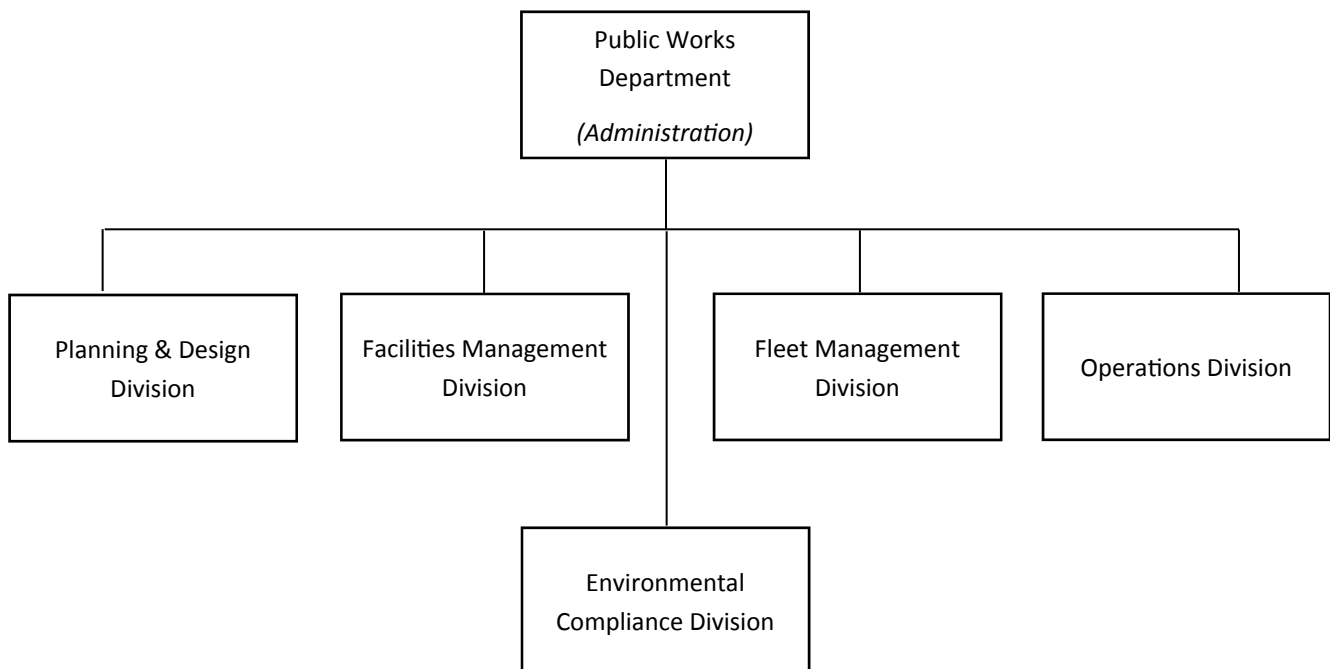 Public Works
Department
(Administration)
Planning & Design
Division
Facilities Management
Division
Fleet Management
Division
Operations Division
Environmental
Compliance Division